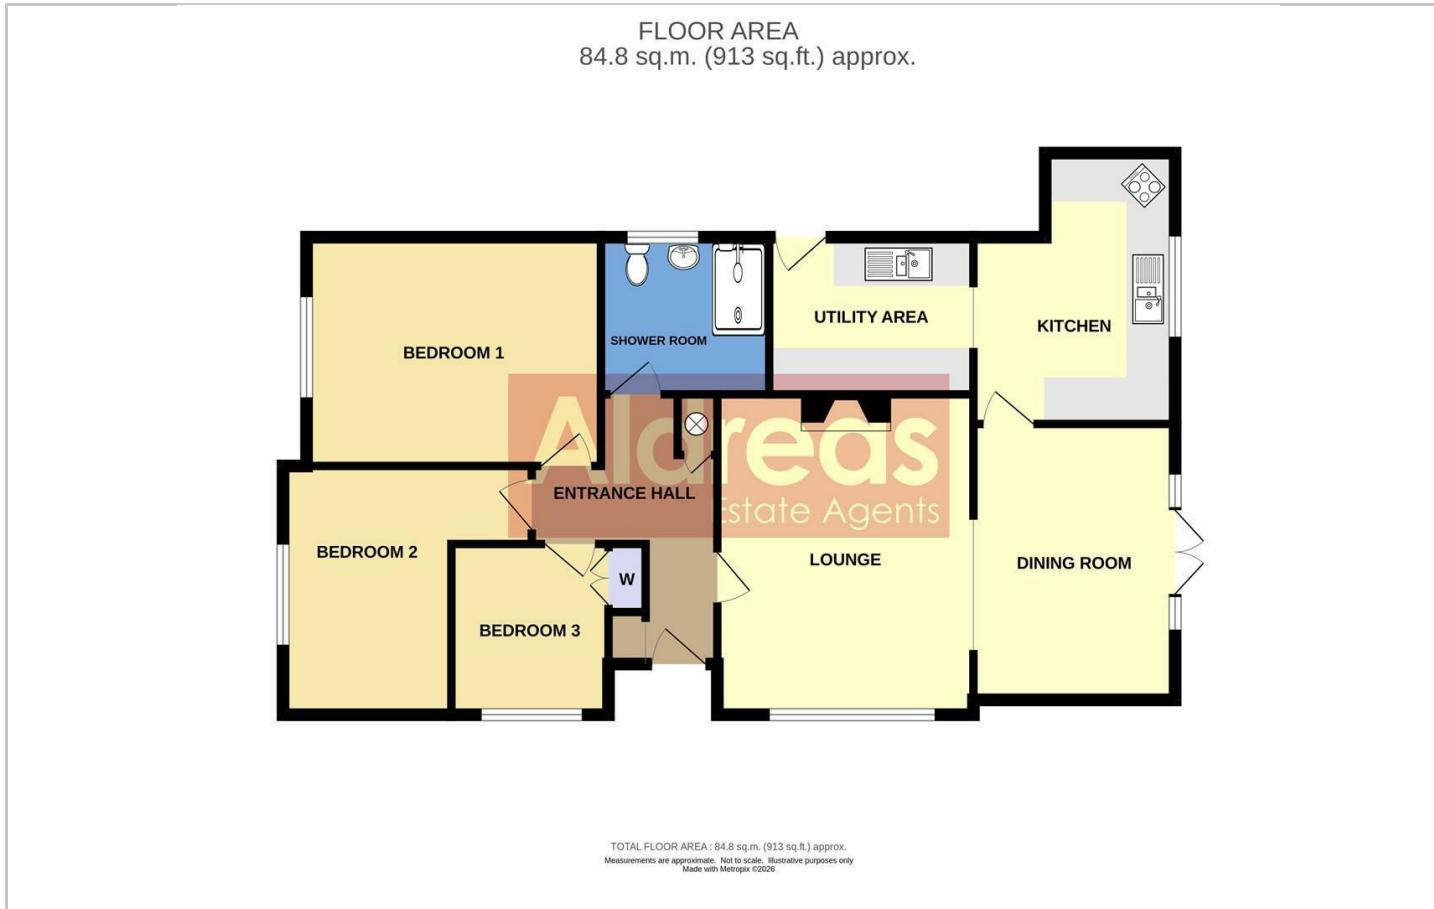 FLOOR AREA
84.8 sq.m. (913 sq.ft.) approx.
BEDROOM 1
SHOWER ROOM
UTILITY AREA
KITCHEN
Aldreas
Estate Agents
ENTRANCE HALL
BEDROOM 2
LOUNGE
DINING ROOM
W
BEDROOM 3
TOTAL FLOOR AREA : 84.8 sq.m. (913 sq.ft.) approx.
Measurements are approximate. Not to scale. Illustrative purposes only
Made with Metropix ©2026